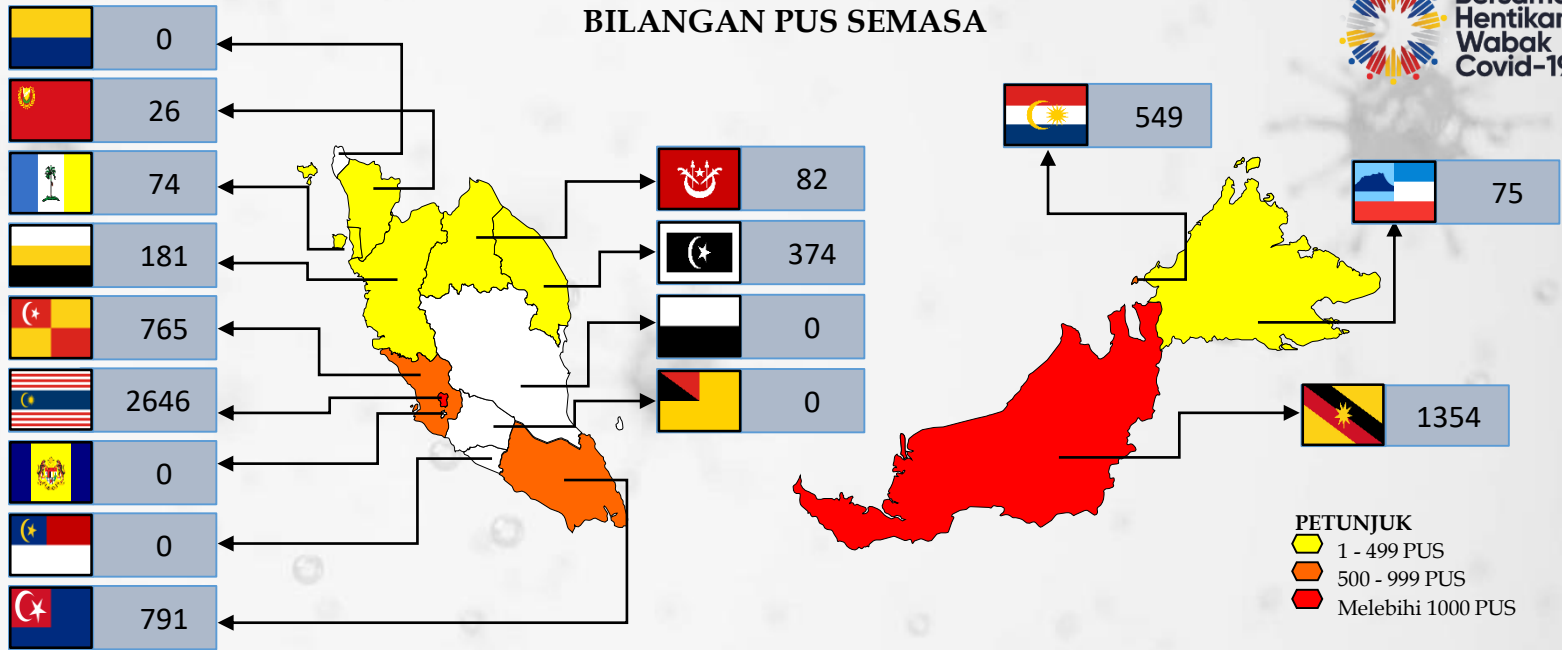 BILANGAN PUS SEMASA
Hentikan
Wabak
Covid-19
0
26
74
181
765
2646
0
0
791
82
374
0
0
549
75
1354
PETUNJUK
1 - 499 PUS
500 - 999 PUS
Melebihi 1000 PUS